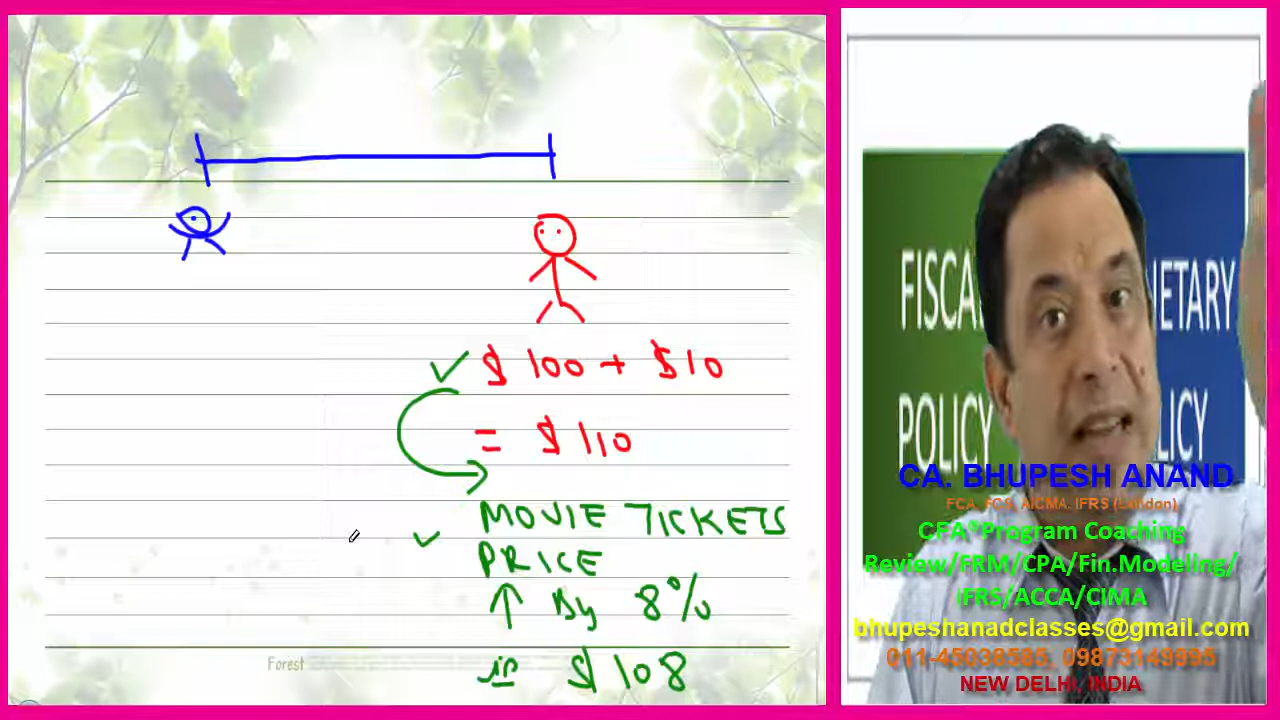 $ 100 + $10
= $ 110
MOVIE TICKETS
PRICE
↑ By 8%
in $ 108
Forest
FISCA
NETARY
POLICY
LICY
CA. BHUPESH ANAND
FCA, FCS, AICMA, IFRS (London)
CFA®Program Coaching
Review/FRM/CPA/Fin.Modeling/
IFRS/ACCA/CIMA
bhupeshanadclasses@gmail.com
011-45038585, 09873149995
NEW DELHI, INDIA